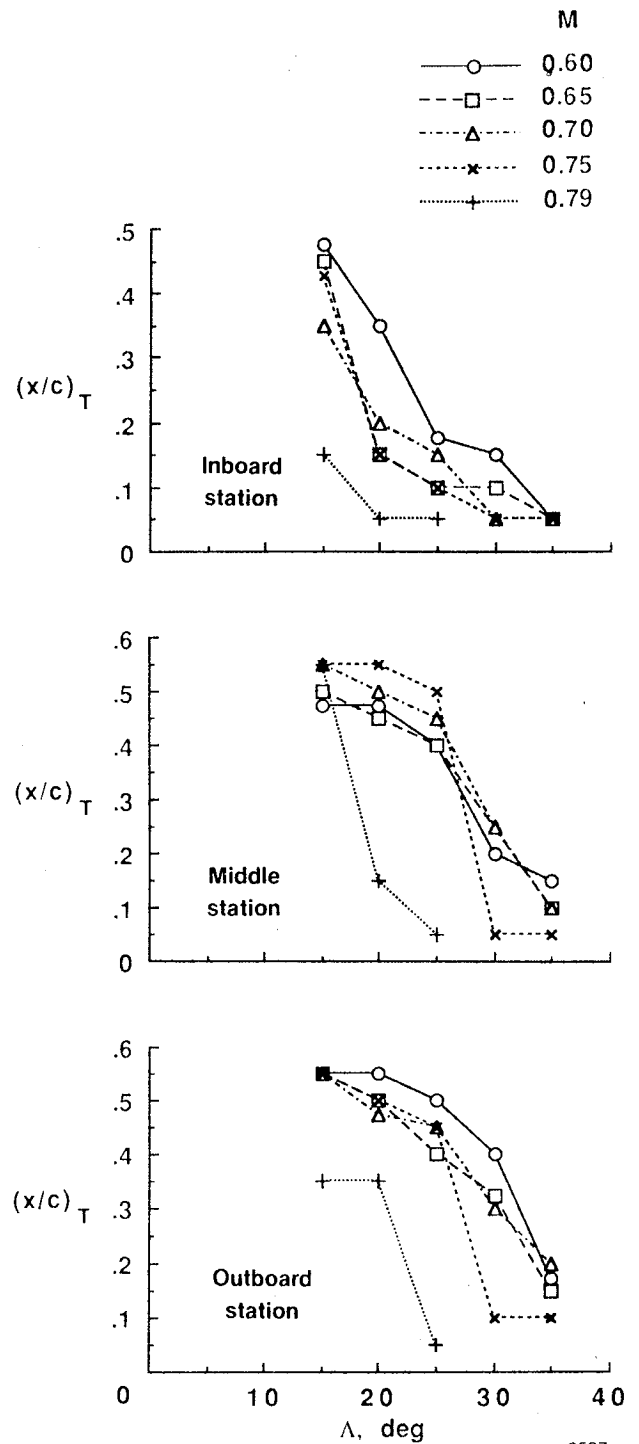 M
0.60
0.65
0.70
0.75
0.79
.5
.4
.3
(x/c)T
.2
Inboard
station
.1
0
.6
.5
.4
(x/c)T
.3
.2
Middle
station
.1
0
.6
.5
.4
(x/c)T
.3
.2
Outboard
station
.1
0
10 20 30 40
Λ, deg